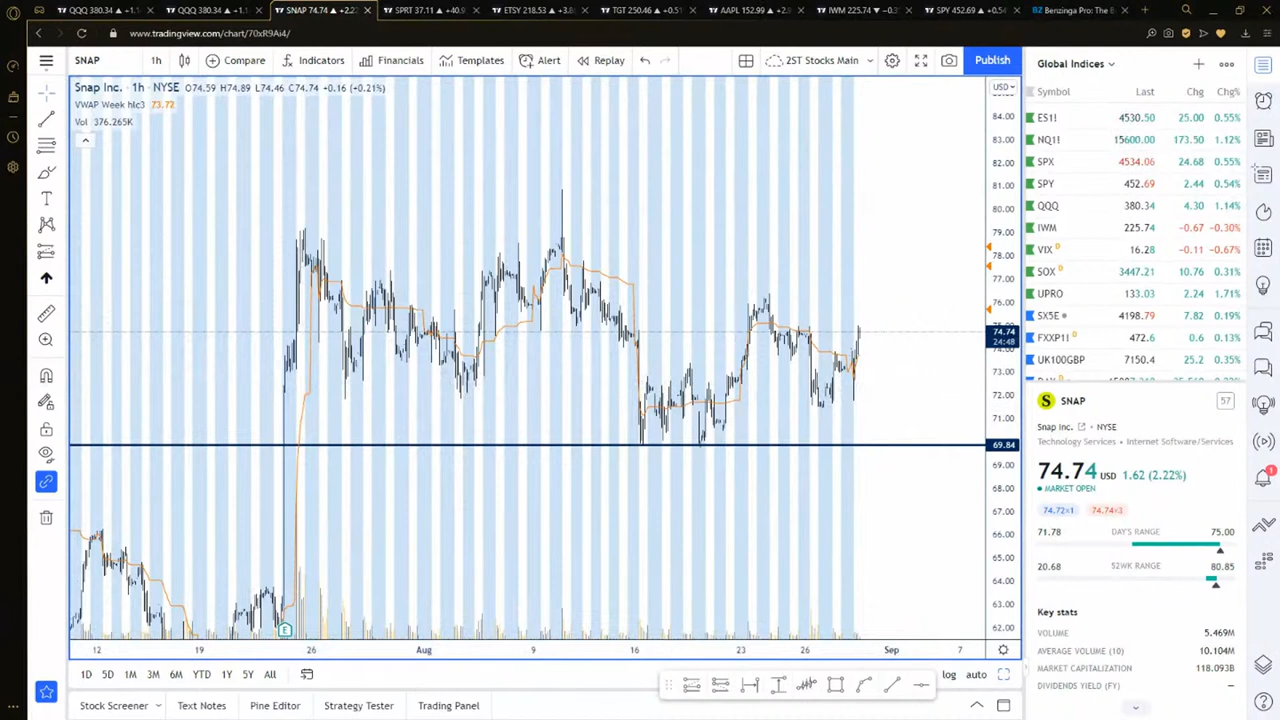 QQQ 380.34 ▲ +1.1
QQQ 380.34 ▲ +1.1
SNAP 74.74 ▲ +2.22
SPRT 37.11 ▲ +40.9
ETSY 218.53 ▲ +3.8
TGT 250.46 ▲ +0.51
AAPL 152.99 ▲ +2.
IWM 225.74 ▼ −0.3
SPY 452.69 ▲ +0.54
BZ Benzinga Pro: The B
www.tradingview.com/chart/70xR9Ai4/
SNAP 1h Compare Indicators Financials Templates Alert Replay 2ST Stocks Main Publish
Snap Inc. · 1h · NYSE O74.59 H74.89 L74.46 C74.74 +0.16 (+0.21%)
VWAP Week hlc3 73.72
Vol 376.265K
USD
84.00
83.00
82.00
81.00
80.00
79.00
78.00
77.00
76.00
74.74
24:48
74.00
73.00
72.00
71.00
69.84
69.00
68.00
67.00
66.00
65.00
64.00
63.00
62.00
E
12 19 26 Aug 9 16 23 26 Sep 7
1D 5D 1M 3M 6M YTD 1Y 5Y All
log auto
Stock Screener Text Notes Pine Editor Strategy Tester Trading Panel
Global Indices
Symbol Last Chg Chg%
ES1! 4530.50 25.00 0.55%
NQ1! 15600.00 173.50 1.12%
SPX 4534.06 24.68 0.55%
SPY 452.69 2.44 0.54%
QQQ 380.34 4.30 1.14%
IWM 225.74 −0.67 −0.30%
VIX D 16.28 −0.11 −0.67%
SOX D 3447.21 10.76 0.31%
UPRO 133.03 2.24 1.71%
SX5E 4198.79 7.82 0.19%
FXXP1! D 472.6 0.6 0.13%
UK100GBP 7150.4 25.2 0.35%
S SNAP 57
Snap Inc. · NYSE
Technology Services • Internet Software/Services
74.74 USD 1.62 (2.22%)
MARKET OPEN
74.72×1 74.74×3
71.78 DAY'S RANGE 75.00
20.68 52WK RANGE 80.85
Key stats
VOLUME 5.469M
AVERAGE VOLUME (10) 10.104M
MARKET CAPITALIZATION 118.093B
DIVIDENDS YIELD (FY) —
1